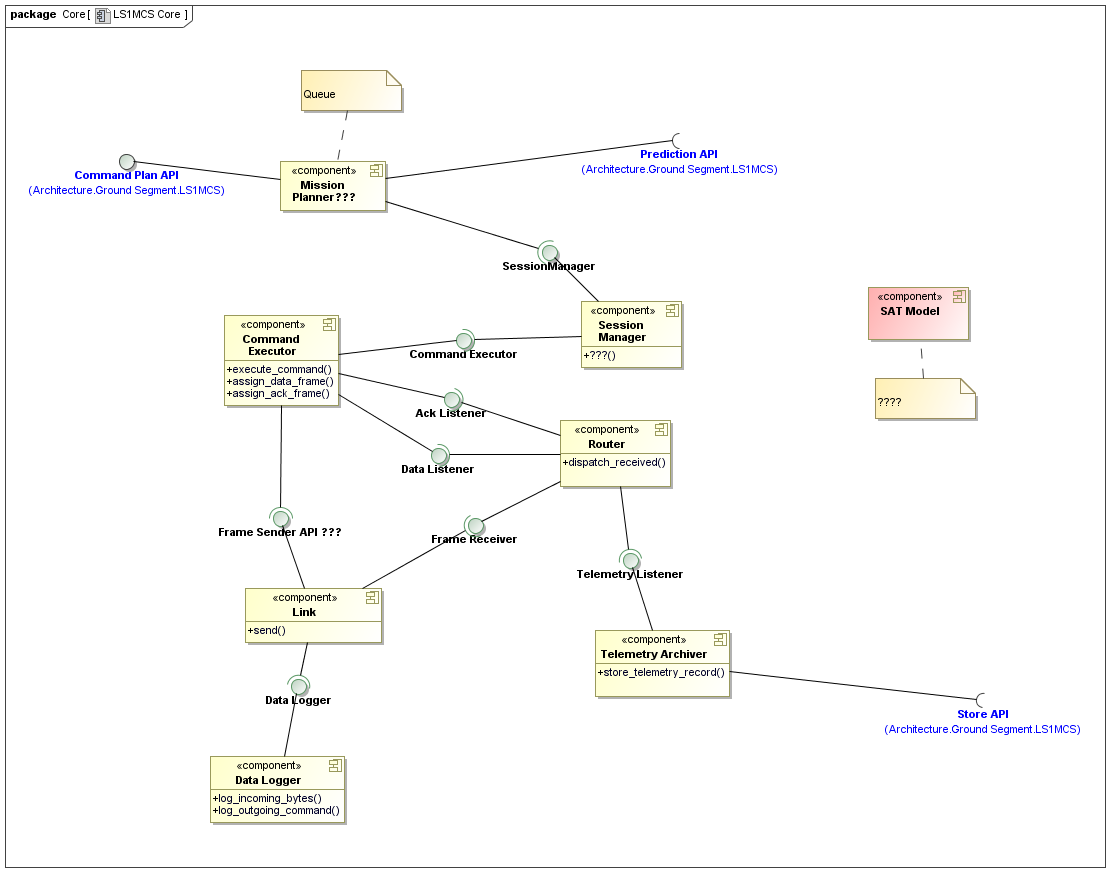 package Core[ LS1MCS Core ]
Queue
Command Plan API
(Architecture.Ground Segment.LS1MCS)
«component»
Mission
Planner???
Prediction API
(Architecture.Ground Segment.LS1MCS)
SessionManager
«component»
SAT Model
????
«component»
Session
Manager
+???()
«component»
Command
Executor
+execute_command()
+assign_data_frame()
+assign_ack_frame()
Command Executor
Ack Listener
Data Listener
«component»
Router
+dispatch_received()
Frame Sender API ???
Frame Receiver
Telemetry Listener
«component»
Link
+send()
«component»
Telemetry Archiver
+store_telemetry_record()
Store API
(Architecture.Ground Segment.LS1MCS)
Data Logger
«component»
Data Logger
+log_incoming_bytes()
+log_outgoing_command()